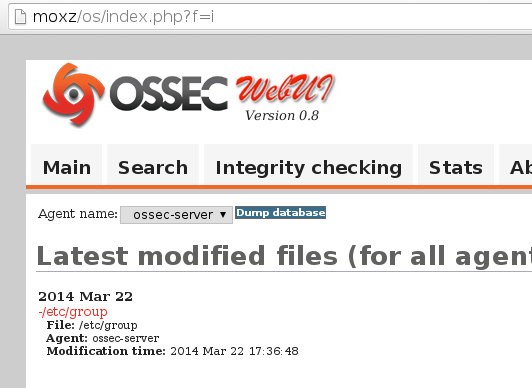 moxz/os/index.php?f=i
OSSEC WebUI
Version 0.8
Main Search Integrity checking Stats
Agent name: ossec-server ▼ Dump database
Latest modified files (for all agent
2014 Mar 22
-/etc/group
File: /etc/group
Agent: ossec-server
Modification time: 2014 Mar 22 17:36:48